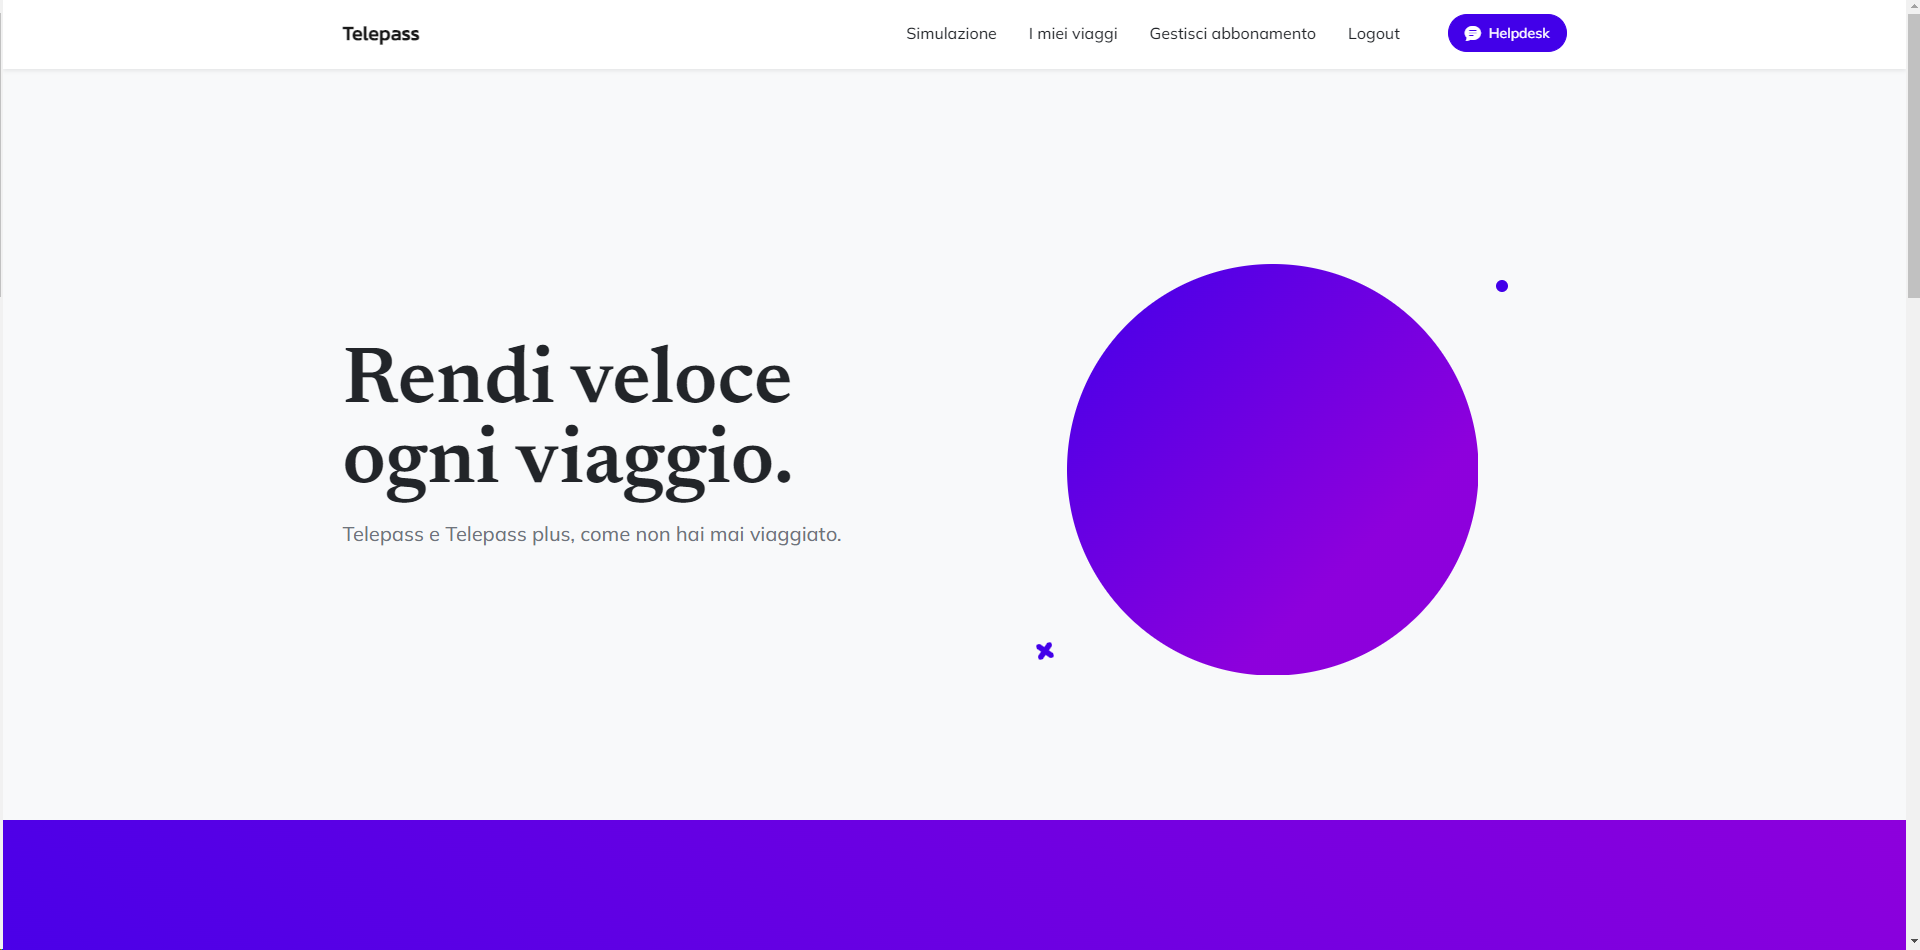 Telepass
Simulazione
I miei viaggi
Gestisci abbonamento
Logout
Helpdesk
Rendi veloce
ogni viaggio.
Telepass e Telepass plus, come non hai mai viaggiato.